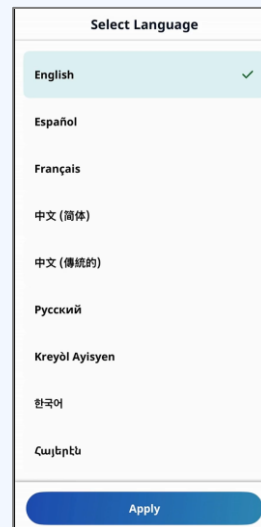 Select Language
English
Español
Français
中文 (简体)
中文 (傳統的)
Русский
Kreyòl Ayisyen
한국어
Հայերէն
Apply